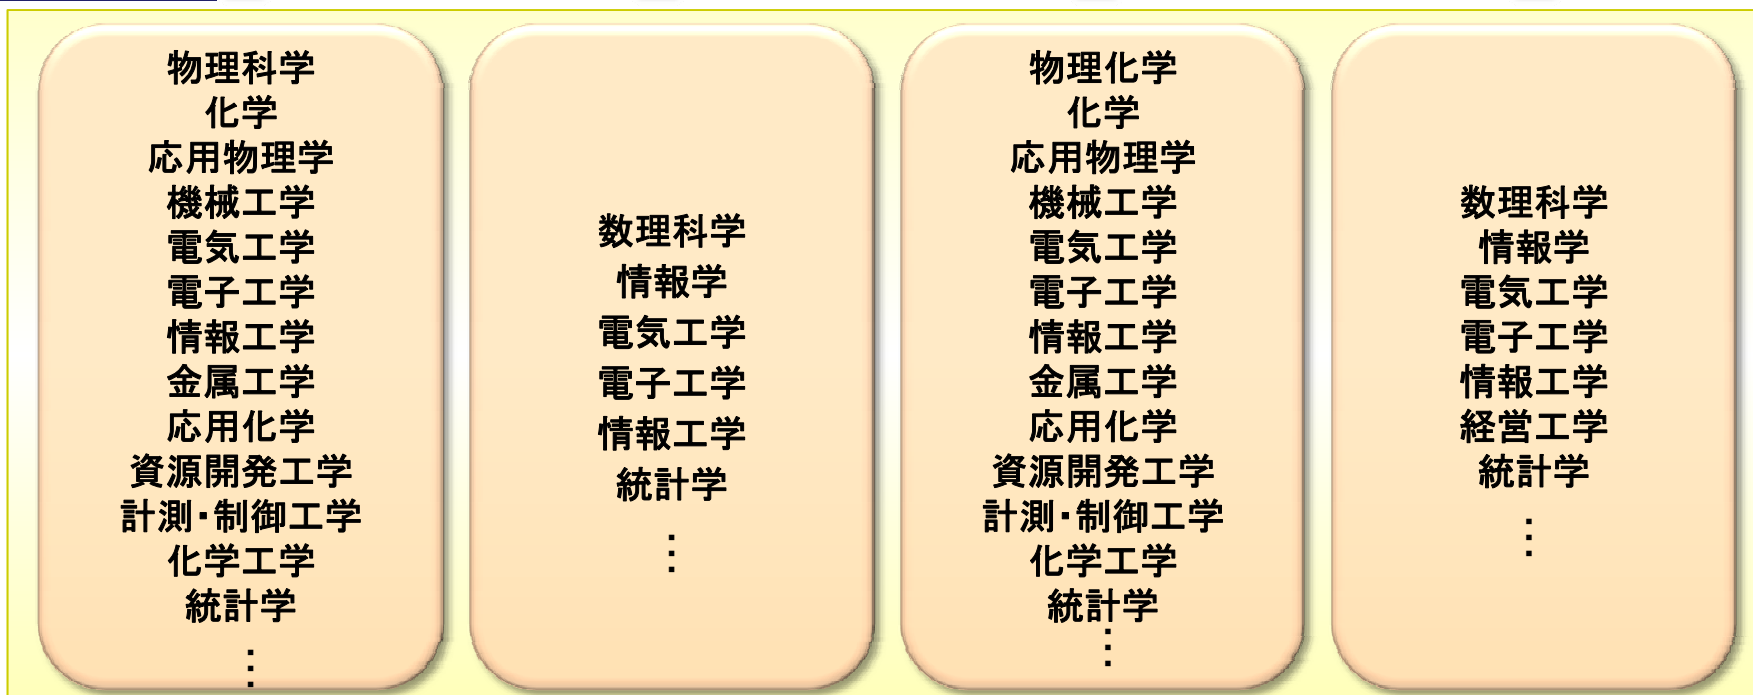 物理科学
化学
応用物理学
機械工学
電気工学
電子工学
情報工学
金属工学
応用化学
資源開発工学
計測・制御工学
化学工学
統計学
⋮
数理科学
情報学
電気工学
電子工学
情報工学
統計学
⋮
物理化学
化学
応用物理学
機械工学
電気工学
電子工学
情報工学
金属工学
応用化学
資源開発工学
計測・制御工学
化学工学
統計学
⋮
数理科学
情報学
電気工学
電子工学
情報工学
経営工学
統計学
⋮